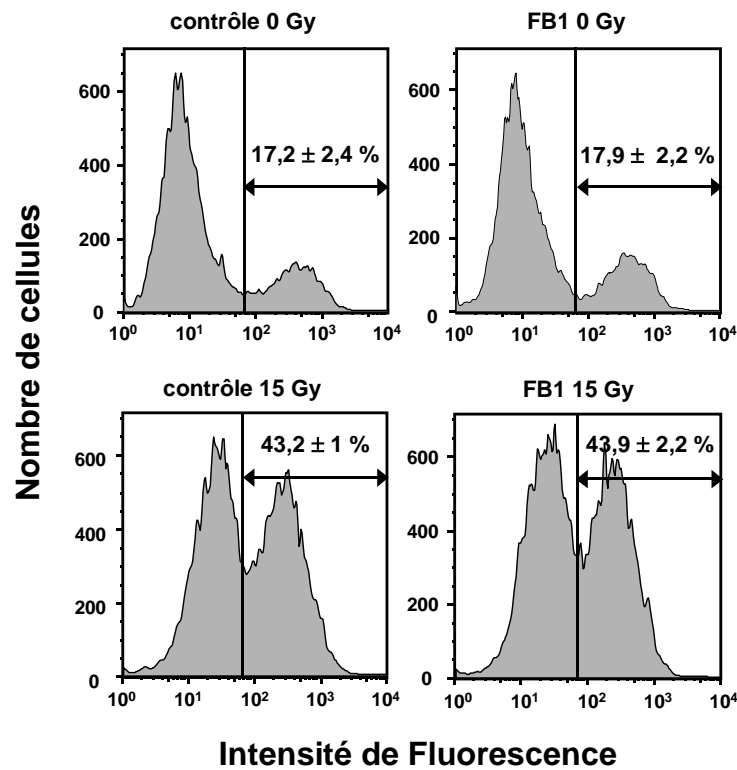 contrôle 0 Gy
FB1 0 Gy
600
400
200
0
17,2 ± 2,4 %
10⁰ 10¹ 10² 10³ 10⁴
600
400
200
0
17,9 ± 2,2 %
10⁰ 10¹ 10² 10³ 10⁴
Nombre de cellules
contrôle 15 Gy
FB1 15 Gy
600
400
200
0
43,2 ± 1 %
10⁰ 10¹ 10² 10³ 10⁴
600
400
200
0
43,9 ± 2,2 %
10⁰ 10¹ 10² 10³ 10⁴
Intensité de Fluorescence